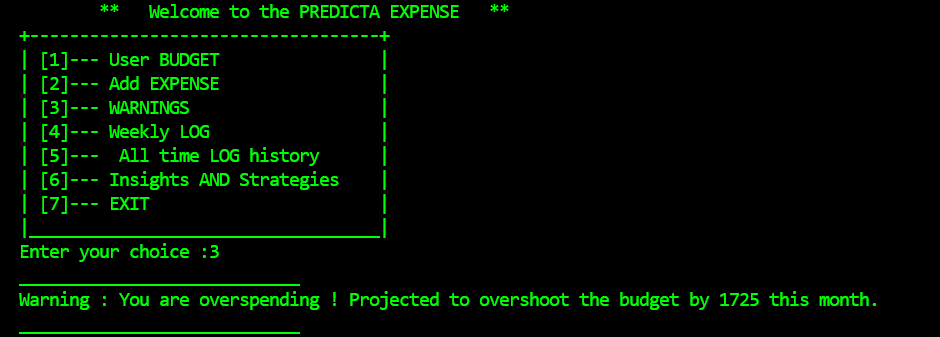 **   Welcome to the PREDICTA EXPENSE   **
+-----------------------------------+
| [1]--- User BUDGET                |
| [2]--- Add EXPENSE                |
| [3]--- WARNINGS                   |
| [4]--- Weekly LOG                 |
| [5]---  All time LOG history      |
| [6]--- Insights AND Strategies    |
| [7]--- EXIT                       |
|___________________________________|
Enter your choice :3
____________________________
Warning : You are overspending ! Projected to overshoot the budget by 1725 this month.
____________________________